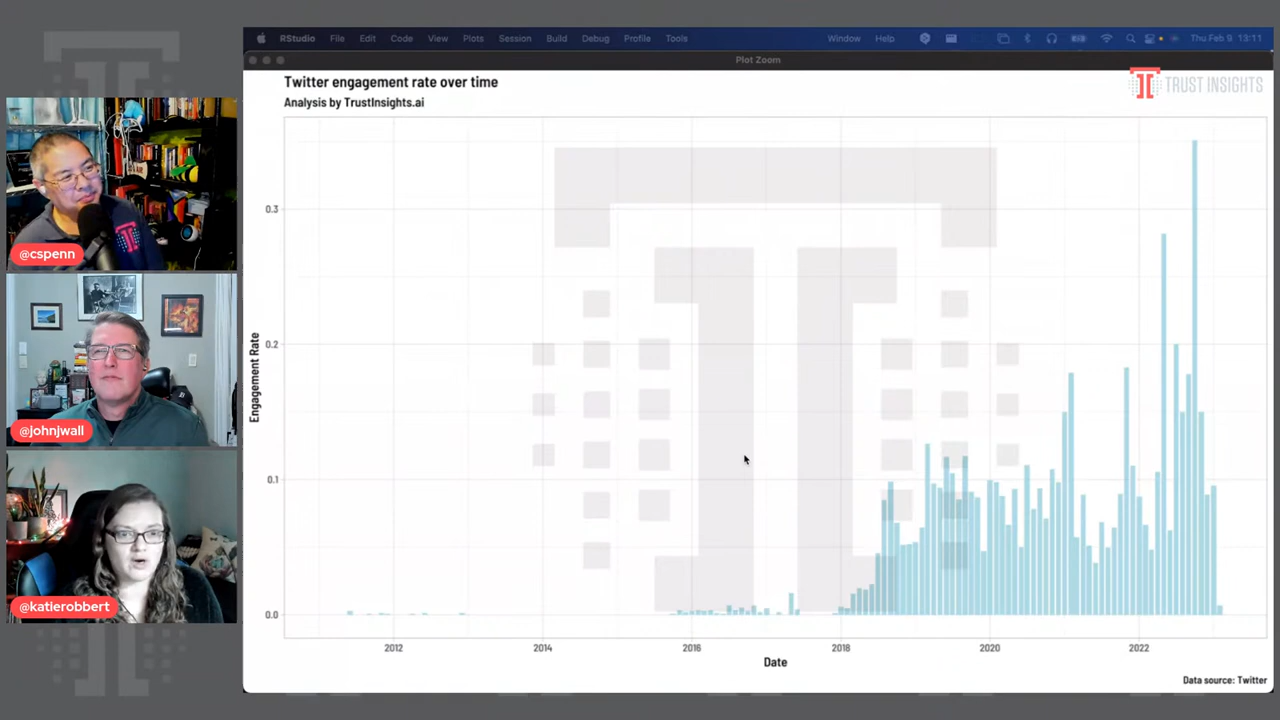 RStudio File Edit Code View Plots Session Build Debug Profile Tools Window Help Thu Feb 9 13:11
Plot Zoom
Twitter engagement rate over time
Analysis by TrustInsights.ai
TRUST INSIGHTS
@cspenn
@johnjwall
@katierobbert
Engagement Rate
0.3
0.2
0.1
0.0
2012 2014 2016 2018 2020 2022
Date
Data source: Twitter